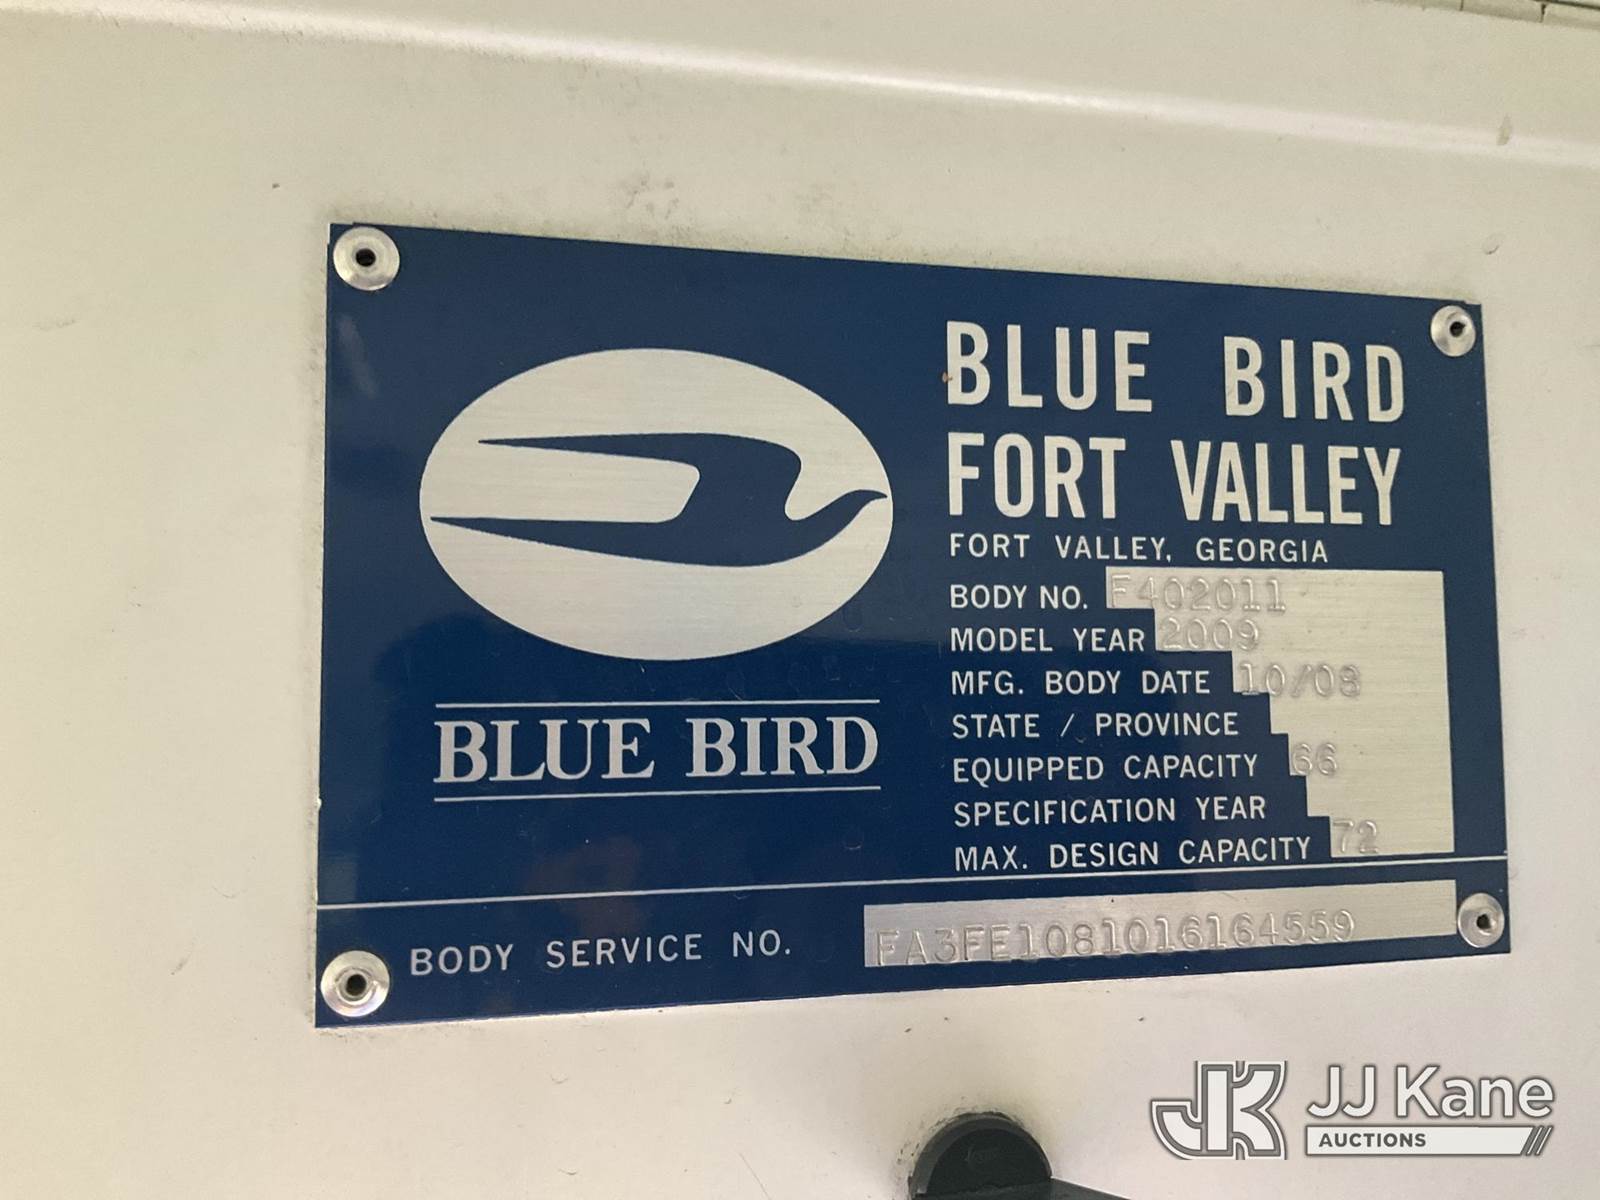 BLUE BIRD
FORT VALLEY
FORT VALLEY, GEORGIA
BODY NO. F402011
MODEL YEAR 2009
MFG. BODY DATE 10/08
STATE / PROVINCE
EQUIPPED CAPACITY 66
SPECIFICATION YEAR
MAX. DESIGN CAPACITY 72
BLUE BIRD
BODY SERVICE NO. FA3FE1081016164559
JK JJ Kane
AUCTIONS